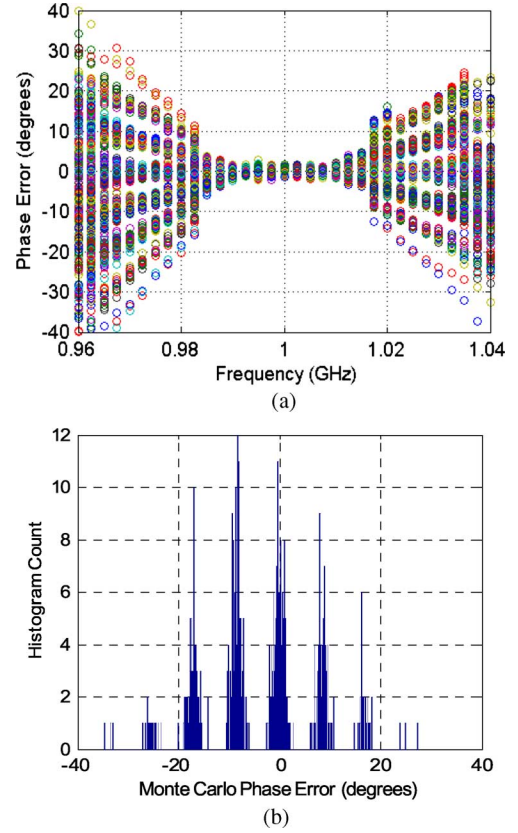 40
30
20
10
0
-10
-20
-30
-40
Phase Error (degrees)
0.96 0.98 1 1.02 1.04
Frequency (GHz)
(a)
12
10
8
6
4
2
0
Histogram Count
-40 -20 0 20 40
Monte Carlo Phase Error (degrees)
(b)